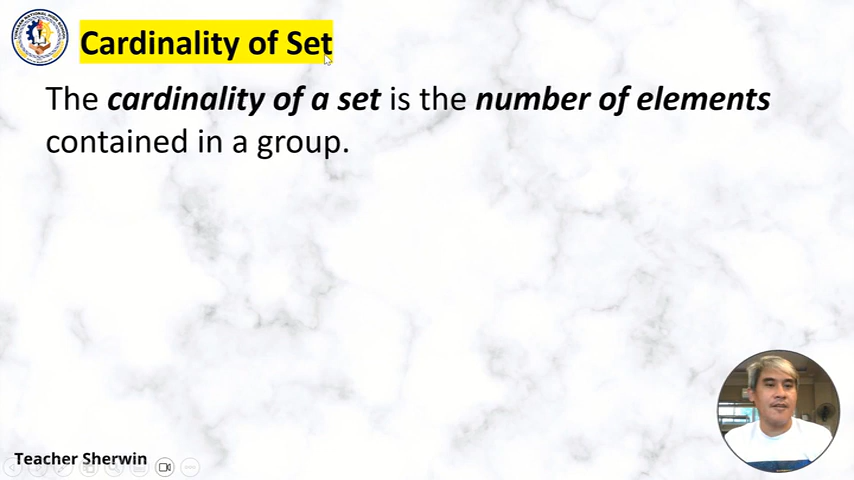 Cardinality of Set
The cardinality of a set is the number of elements
contained in a group.
Teacher Sherwin